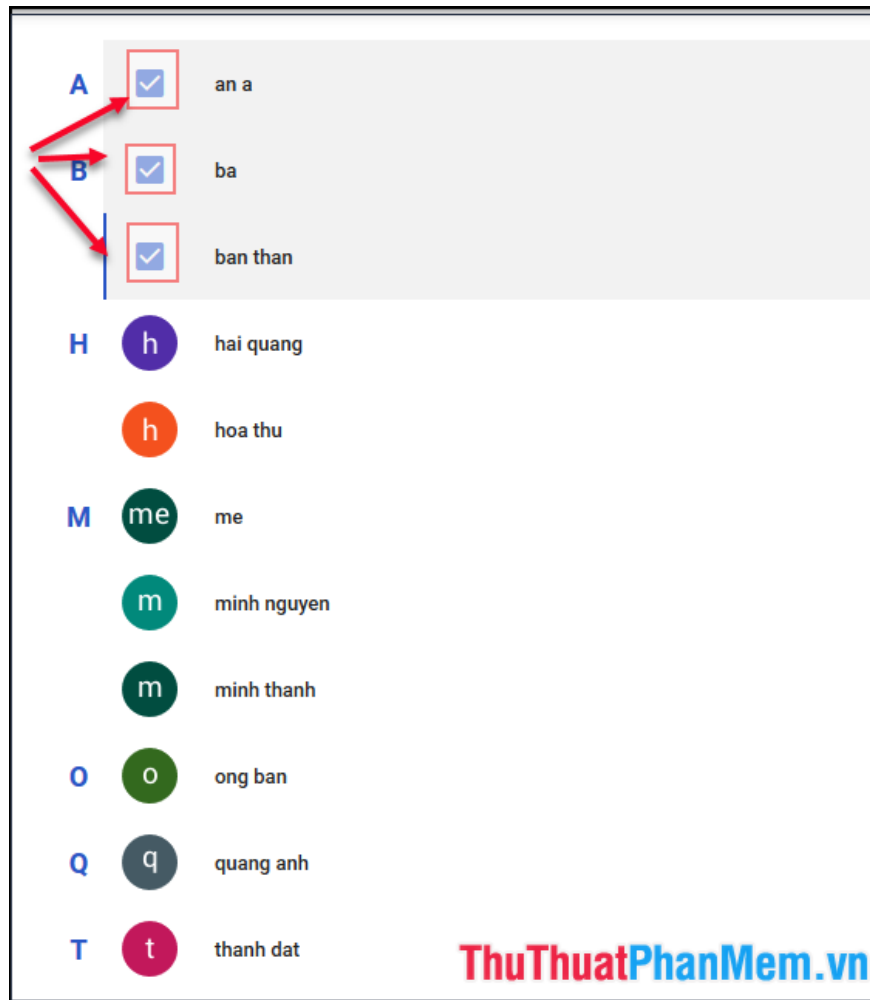 A an a
B ba
ban than
H h hai quang
h hoa thu
M me me
m minh nguyen
m minh thanh
O o ong ban
Q q quang anh
T t thanh dat
ThuThuatPhanMem.vn